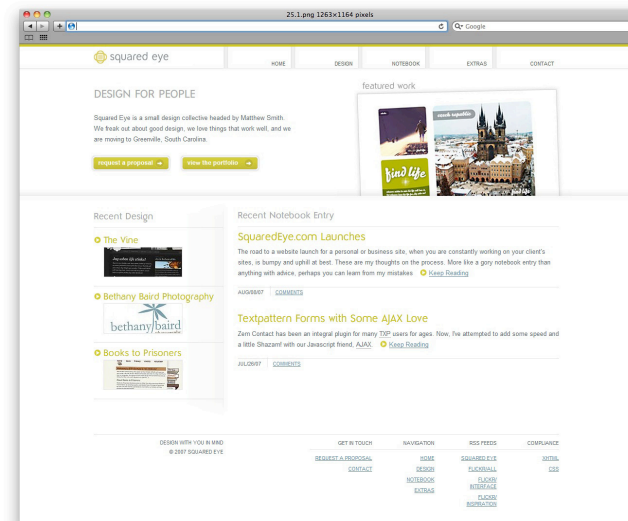 25.1.png 1263×1164 pixels
Google
squared eye
HOME
DESIGN
NOTEBOOK
EXTRAS
CONTACT
DESIGN FOR PEOPLE
Squared Eye is a small design collective headed by Matthew Smith.
We freak out about good design, we love things that work well, and we
are moving to Greenville, South Carolina.
request a proposal
view the portfolio
featured work
czech republic
find life
Recent Design
The Vine
Bethany Baird Photography
bethany baird
Books to Prisoners
Recent Notebook Entry
SquaredEye.com Launches
The road to a website launch for a personal or business site, when you are constantly working on your client's
sites, is bumpy and uphill at best. These are my thoughts on the process. More like a gory notebook entry than
anything with advice, perhaps you can learn from my mistakes Keep Reading
AUG/08/07 COMMENTS
Textpattern Forms with Some AJAX Love
Zem Contact has been an integral plugin for many TXP users for ages. Now, I've attempted to add some speed and
a little Shazam! with our Javascript friend, AJAX Keep Reading
JUL/26/07 COMMENTS
DESIGN WITH YOU IN MIND
© 2007 SQUARED EYE
GET IN TOUCH
REQUEST A PROPOSAL
CONTACT
NAVIGATION
HOME
DESIGN
NOTEBOOK
EXTRAS
RSS FEEDS
SQUARED EYE
FLICKR/ALL
FLICKR/
INTERFACE
FLICKR/
INSPIRATION
COMPLIANCE
XHTML
CSS